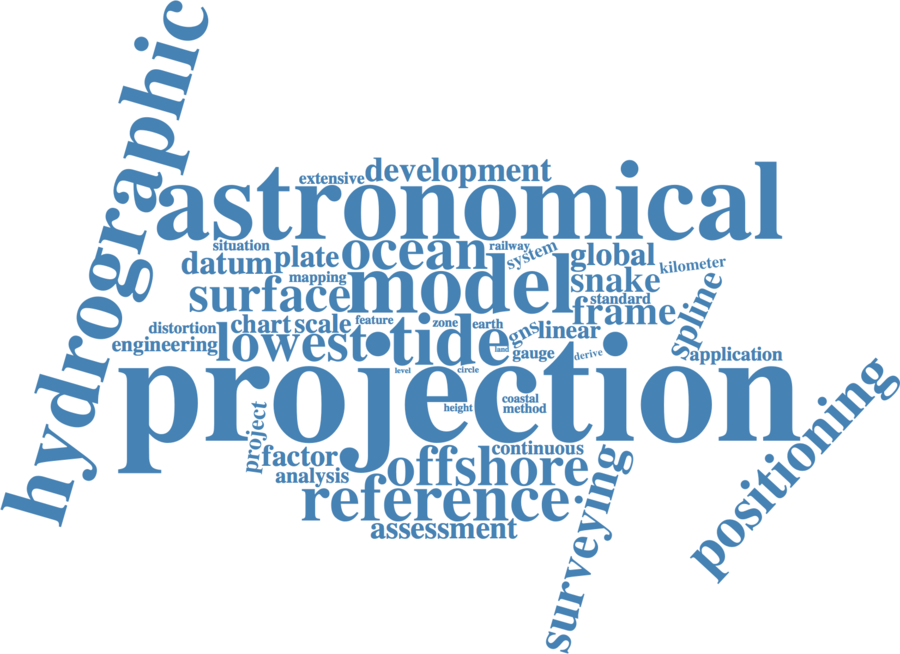 hydrographic
extensive
development
astronomical
situation
datum
plate
ocean
railway
system
global
kilometer
mapping
model
snake
surface
standard
frame
spline
distortion
chart
scale
feature
zone
earth
gns
linear
engineering
lowest
tide
land
gauge
derive
application
level
circle
projection
height
coastal
method
positioning
project
factor
continuous
analysis
offshore
surveying
reference
assessment